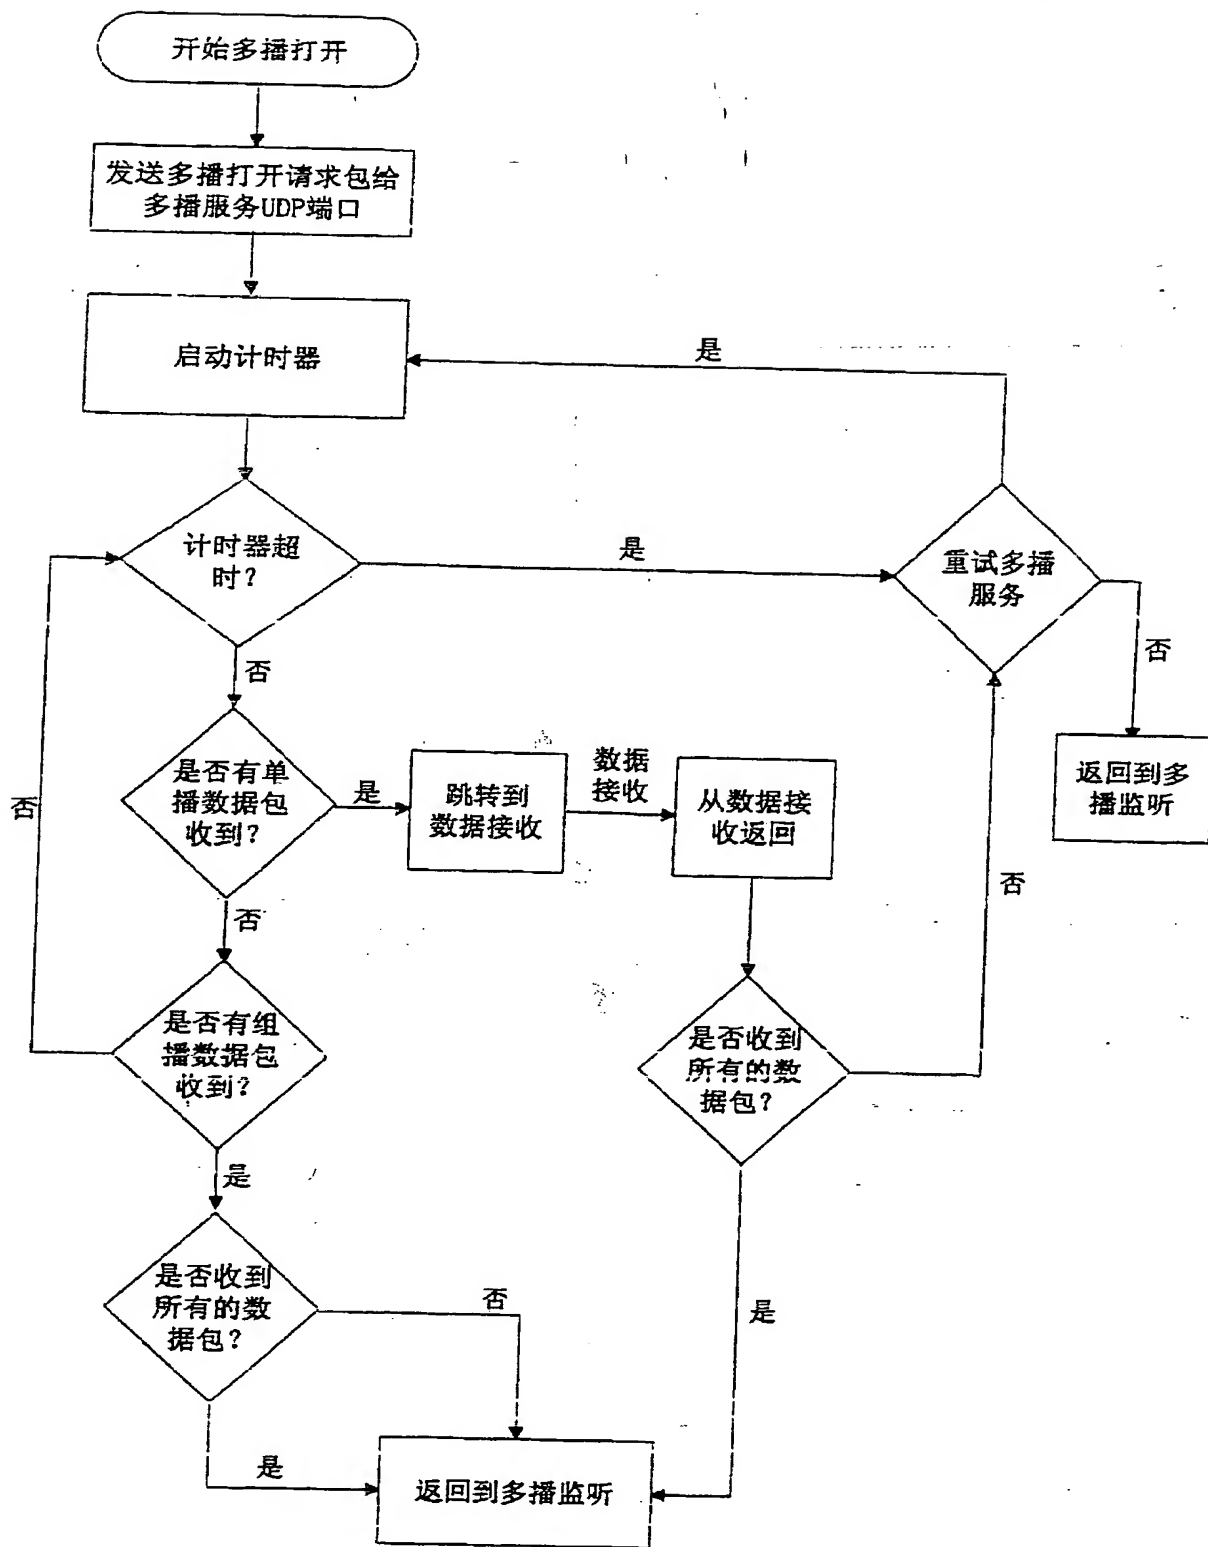 开始多播打开
发送多播打开请求包给
多播服务UDP端口
启动计时器
是
计时器超
时?
是
重试多播
服务
否
否
是否有单
播数据包
收到?
是
跳转到
数据接收
数据
接收
从数据接
收返回
返回到多
播监听
否
否
否
是否有组
播数据包
收到?
是否收到
所有的数
据包?
是
是否收到
所有的数
据包?
否
是
是
返回到多播监听